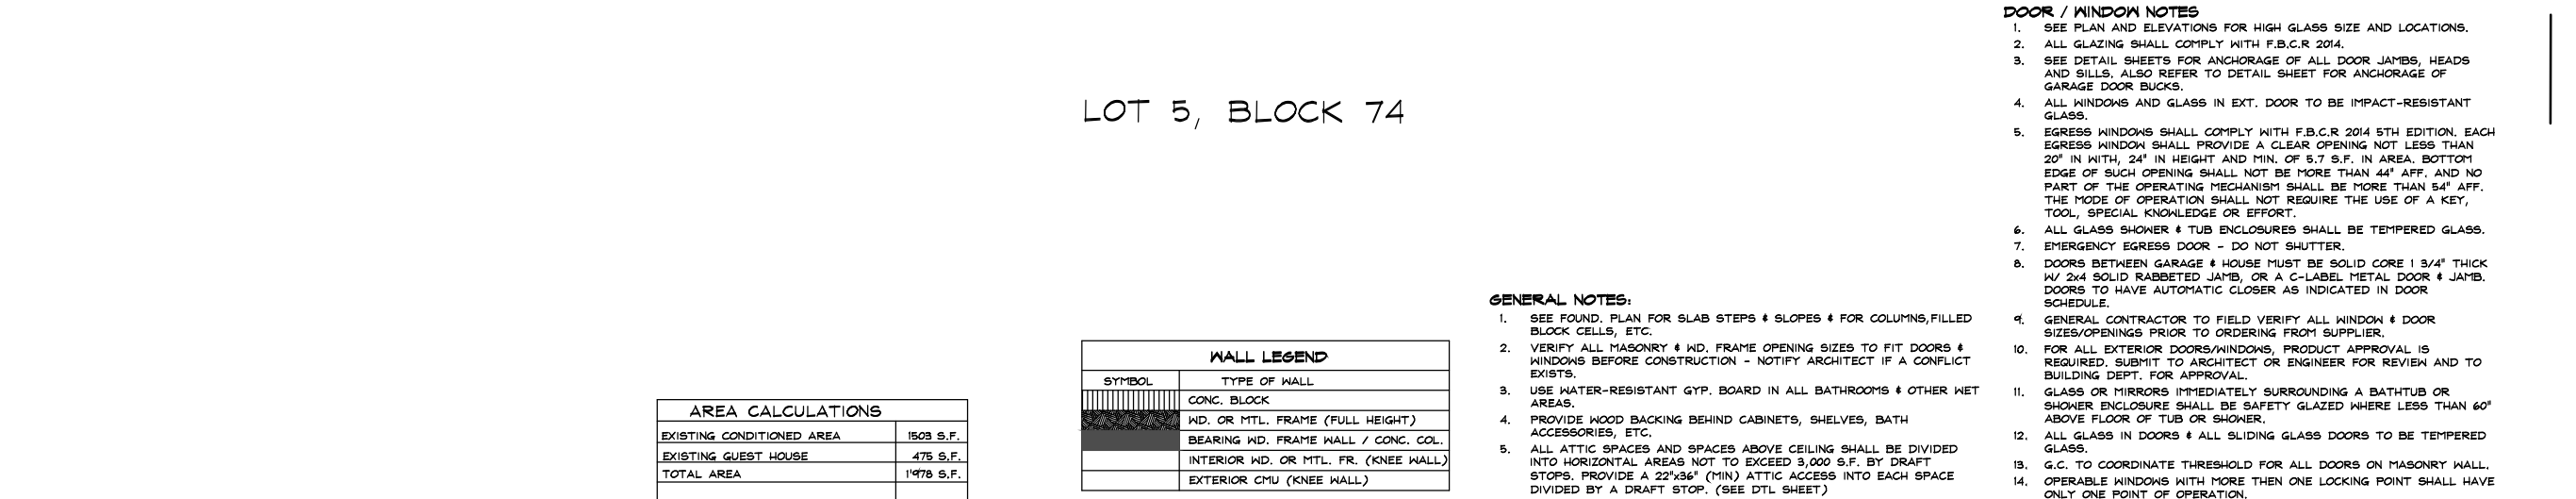 LOT 5, BLOCK 74
AREA CALCULATIONS
EXISTING CONDITIONED AREA 1503 S.F.
EXISTING GUEST HOUSE 475 S.F.
TOTAL AREA 1'978 S.F.
WALL LEGEND
SYMBOL TYPE OF WALL
CONC. BLOCK
WD. OR MTL. FRAME (FULL HEIGHT)
BEARING WD. FRAME WALL / CONC. COL.
INTERIOR WD. OR MTL. FR. (KNEE WALL)
EXTERIOR CMU (KNEE WALL)
GENERAL NOTES:
1. SEE FOUND. PLAN FOR SLAB STEPS & SLOPES & FOR COLUMNS,FILLED
BLOCK CELLS, ETC.
2. VERIFY ALL MASONRY & WD. FRAME OPENING SIZES TO FIT DOORS &
WINDOWS BEFORE CONSTRUCTION - NOTIFY ARCHITECT IF A CONFLICT
EXISTS.
3. USE WATER-RESISTANT GYP. BOARD IN ALL BATHROOMS & OTHER WET
AREAS.
4. PROVIDE WOOD BACKING BEHIND CABINETS, SHELVES, BATH
ACCESSORIES, ETC.
5. ALL ATTIC SPACES AND SPACES ABOVE CEILING SHALL BE DIVIDED
INTO HORIZONTAL AREAS NOT TO EXCEED 3,000 S.F. BY DRAFT
STOPS. PROVIDE A 22"x36" (MIN) ATTIC ACCESS INTO EACH SPACE
DIVIDED BY A DRAFT STOP. (SEE DTL SHEET)
DOOR / WINDOW NOTES
1. SEE PLAN AND ELEVATIONS FOR HIGH GLASS SIZE AND LOCATIONS.
2. ALL GLAZING SHALL COMPLY WITH F.B.C.R 2014.
3. SEE DETAIL SHEETS FOR ANCHORAGE OF ALL DOOR JAMBS, HEADS
AND SILLS. ALSO REFER TO DETAIL SHEET FOR ANCHORAGE OF
GARAGE DOOR BUCKS.
4. ALL WINDOWS AND GLASS IN EXT. DOOR TO BE IMPACT-RESISTANT
GLASS.
5. EGRESS WINDOWS SHALL COMPLY WITH F.B.C.R 2014 5TH EDITION. EACH
EGRESS WINDOW SHALL PROVIDE A CLEAR OPENING NOT LESS THAN
20" IN WITH, 24" IN HEIGHT AND MIN. OF 5.7 S.F. IN AREA. BOTTOM
EDGE OF SUCH OPENING SHALL NOT BE MORE THAN 44" AFF. AND NO
PART OF THE OPERATING MECHANISM SHALL BE MORE THAN 54" AFF.
THE MODE OF OPERATION SHALL NOT REQUIRE THE USE OF A KEY,
TOOL, SPECIAL KNOWLEDGE OR EFFORT.
6. ALL GLASS SHOWER & TUB ENCLOSURES SHALL BE TEMPERED GLASS.
7. EMERGENCY EGRESS DOOR - DO NOT SHUTTER.
8. DOORS BETWEEN GARAGE & HOUSE MUST BE SOLID CORE 1 3/4" THICK
W/ 2x4 SOLID RABBETED JAMB, OR A C-LABEL METAL DOOR & JAMB.
DOORS TO HAVE AUTOMATIC CLOSER AS INDICATED IN DOOR
SCHEDULE.
9. GENERAL CONTRACTOR TO FIELD VERIFY ALL WINDOW & DOOR
SIZES/OPENINGS PRIOR TO ORDERING FROM SUPPLIER.
10. FOR ALL EXTERIOR DOORS/WINDOWS, PRODUCT APPROVAL IS
REQUIRED. SUBMIT TO ARCHITECT OR ENGINEER FOR REVIEW AND TO
BUILDING DEPT. FOR APPROVAL.
11. GLASS OR MIRRORS IMMEDIATELY SURROUNDING A BATHTUB OR
SHOWER ENCLOSURE SHALL BE SAFETY GLAZED WHERE LESS THAN 60"
ABOVE FLOOR OF TUB OR SHOWER.
12. ALL GLASS IN DOORS & ALL SLIDING GLASS DOORS TO BE TEMPERED
GLASS.
13. G.C. TO COORDINATE THRESHOLD FOR ALL DOORS ON MASONRY WALL.
14. OPERABLE WINDOWS WITH MORE THEN ONE LOCKING POINT SHALL HAVE
ONLY ONE POINT OF OPERATION.